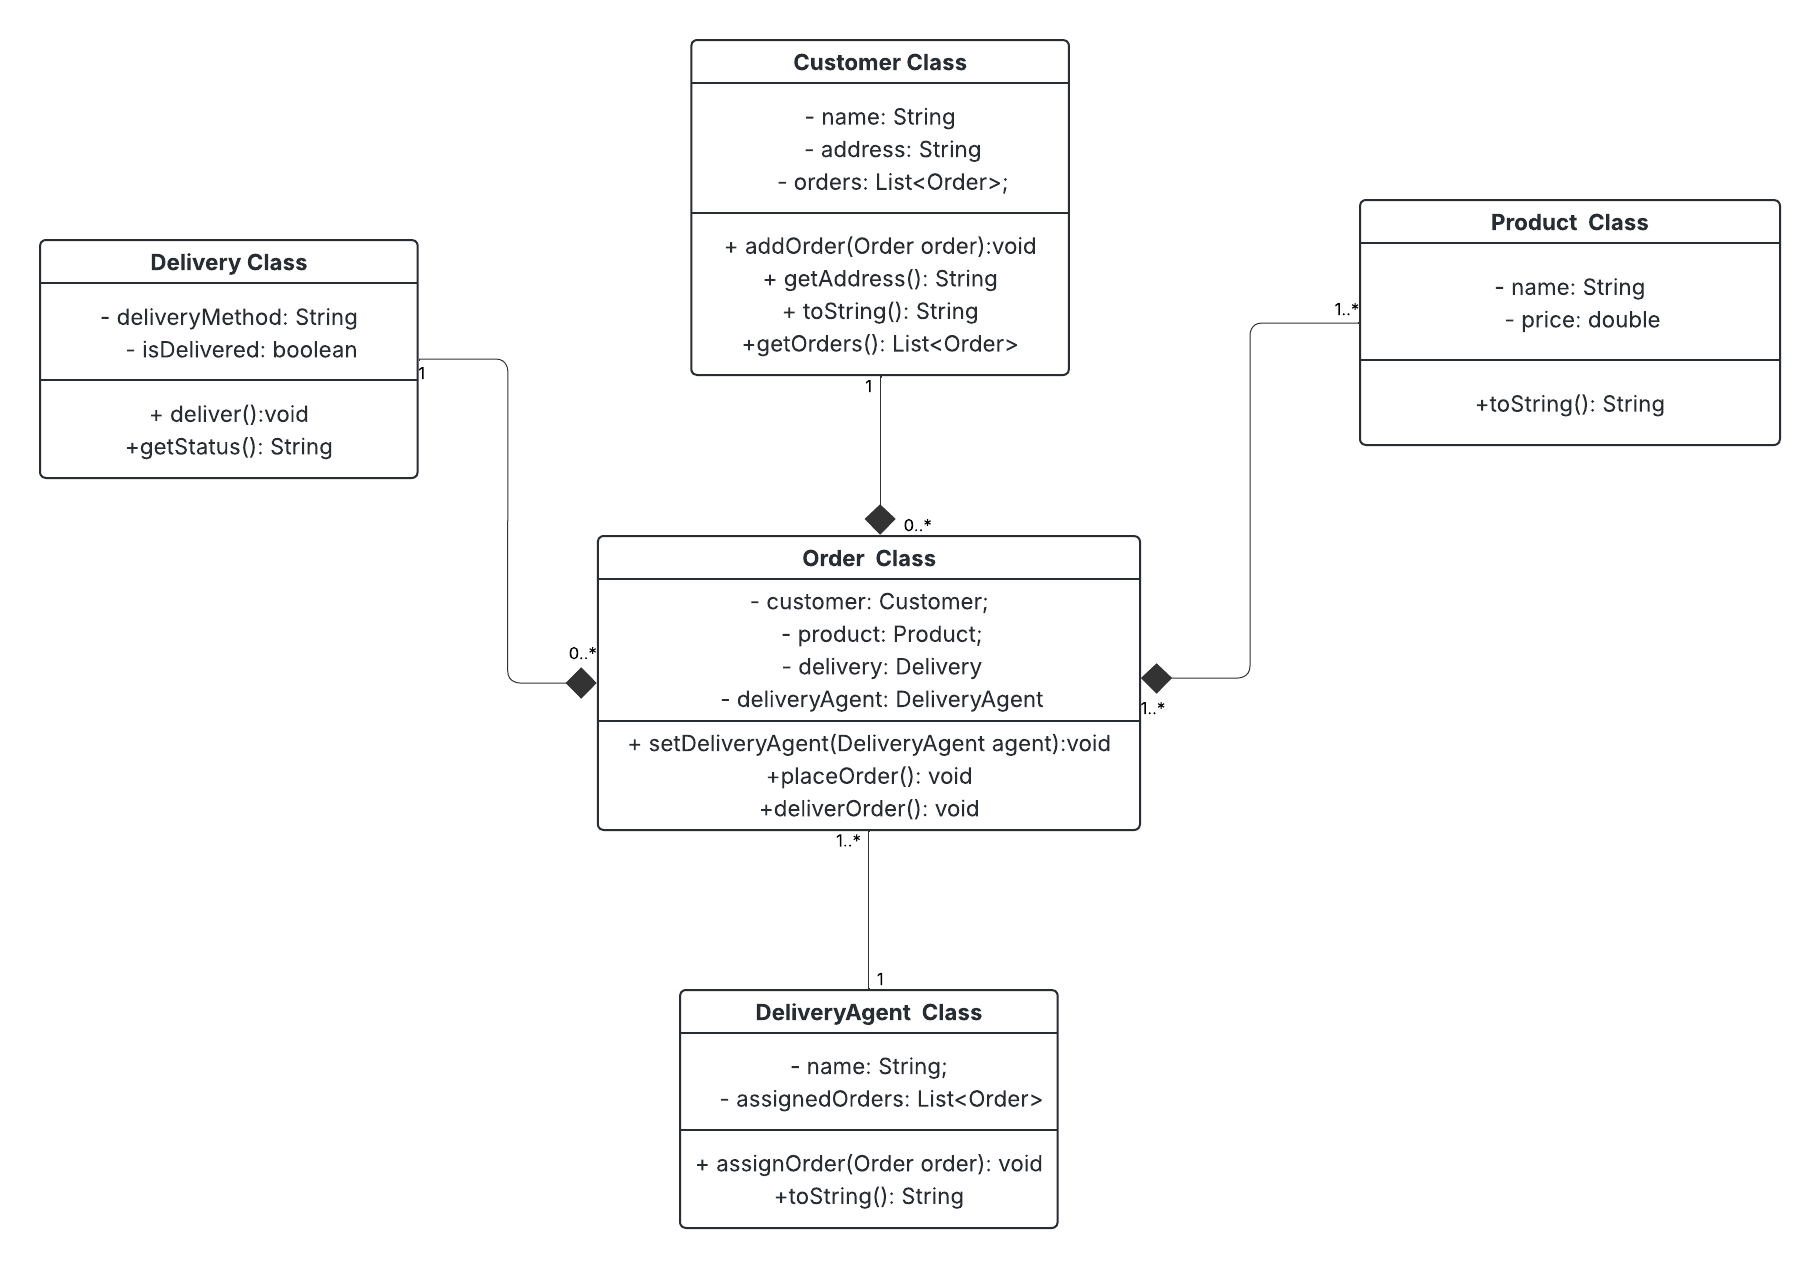 Customer Class
- name: String
- address: String
- orders: List<Order>;
+ addOrder(Order order):void
+ getAddress(): String
+ toString(): String
+getOrders(): List<Order>
1
0..*
Delivery Class
- deliveryMethod: String
- isDelivered: boolean
+ deliver():void
+getStatus(): String
1
0..*
Product  Class
- name: String
- price: double
+toString(): String
1..*
1..*
Order  Class
- customer: Customer;
- product: Product;
- delivery: Delivery
- deliveryAgent: DeliveryAgent
+ setDeliveryAgent(DeliveryAgent agent):void
+placeOrder(): void
+deliverOrder(): void
1..*
1
DeliveryAgent  Class
- name: String;
- assignedOrders: List<Order>
+ assignOrder(Order order): void
+toString(): String